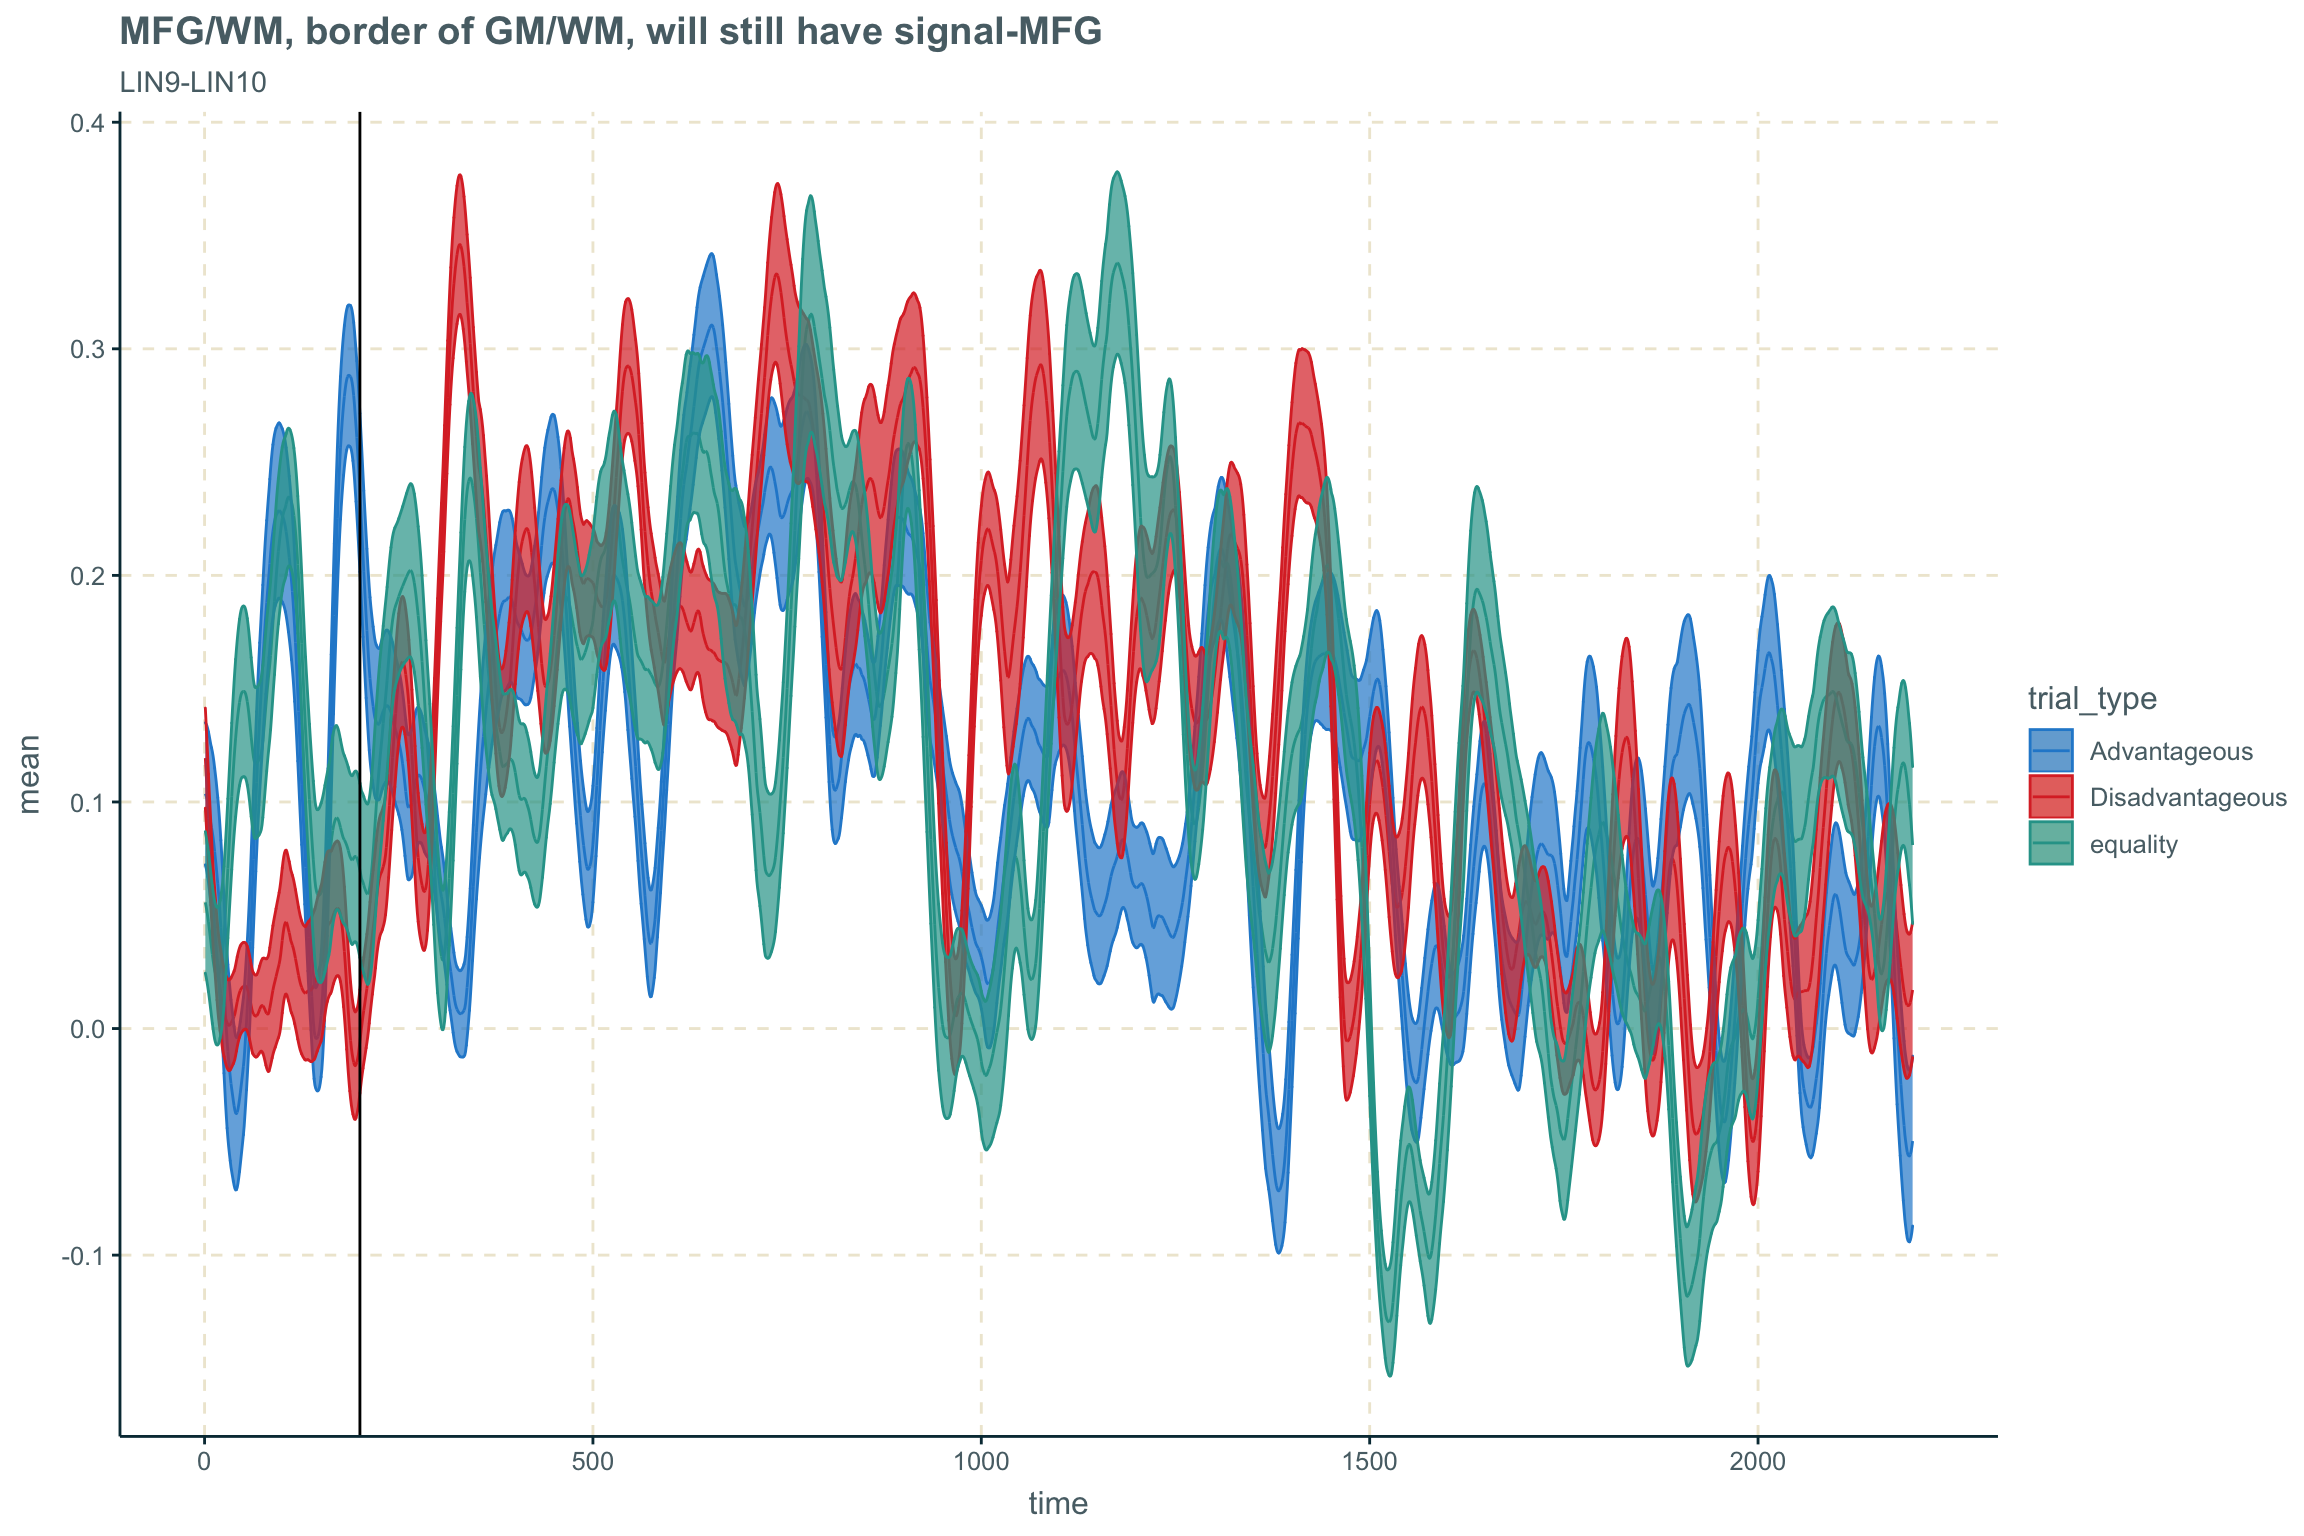 MFG/WM, border of GM/WM, will still have signal-MFG
LIN9-LIN10
0.4
0.3
0.2
0.1
0.0
-0.1
mean
0
500
1000
1500
2000
time
trial_type
Advantageous
Disadvantageous
equality